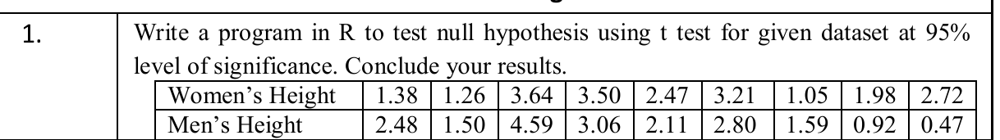 1.
Write a program in R to test null hypothesis using t test for given dataset at 95%
level of significance. Conclude your results.
Women’s Height 1.38 1.26 3.64 3.50 2.47 3.21 1.05 1.98 2.72
Men’s Height 2.48 1.50 4.59 3.06 2.11 2.80 1.59 0.92 0.47